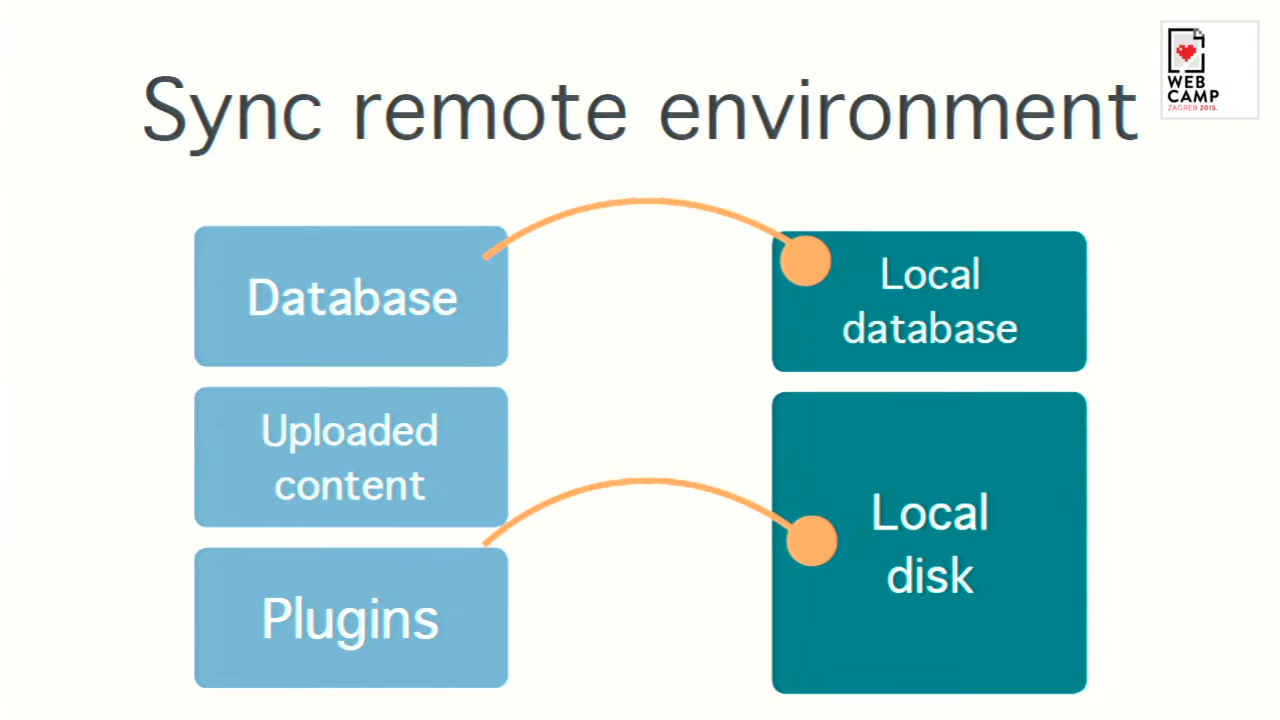 Sync remote environment
WEB
CAMP
ZAGREB 2015.
Database
Uploaded
content
Plugins
Local
database
Local
disk